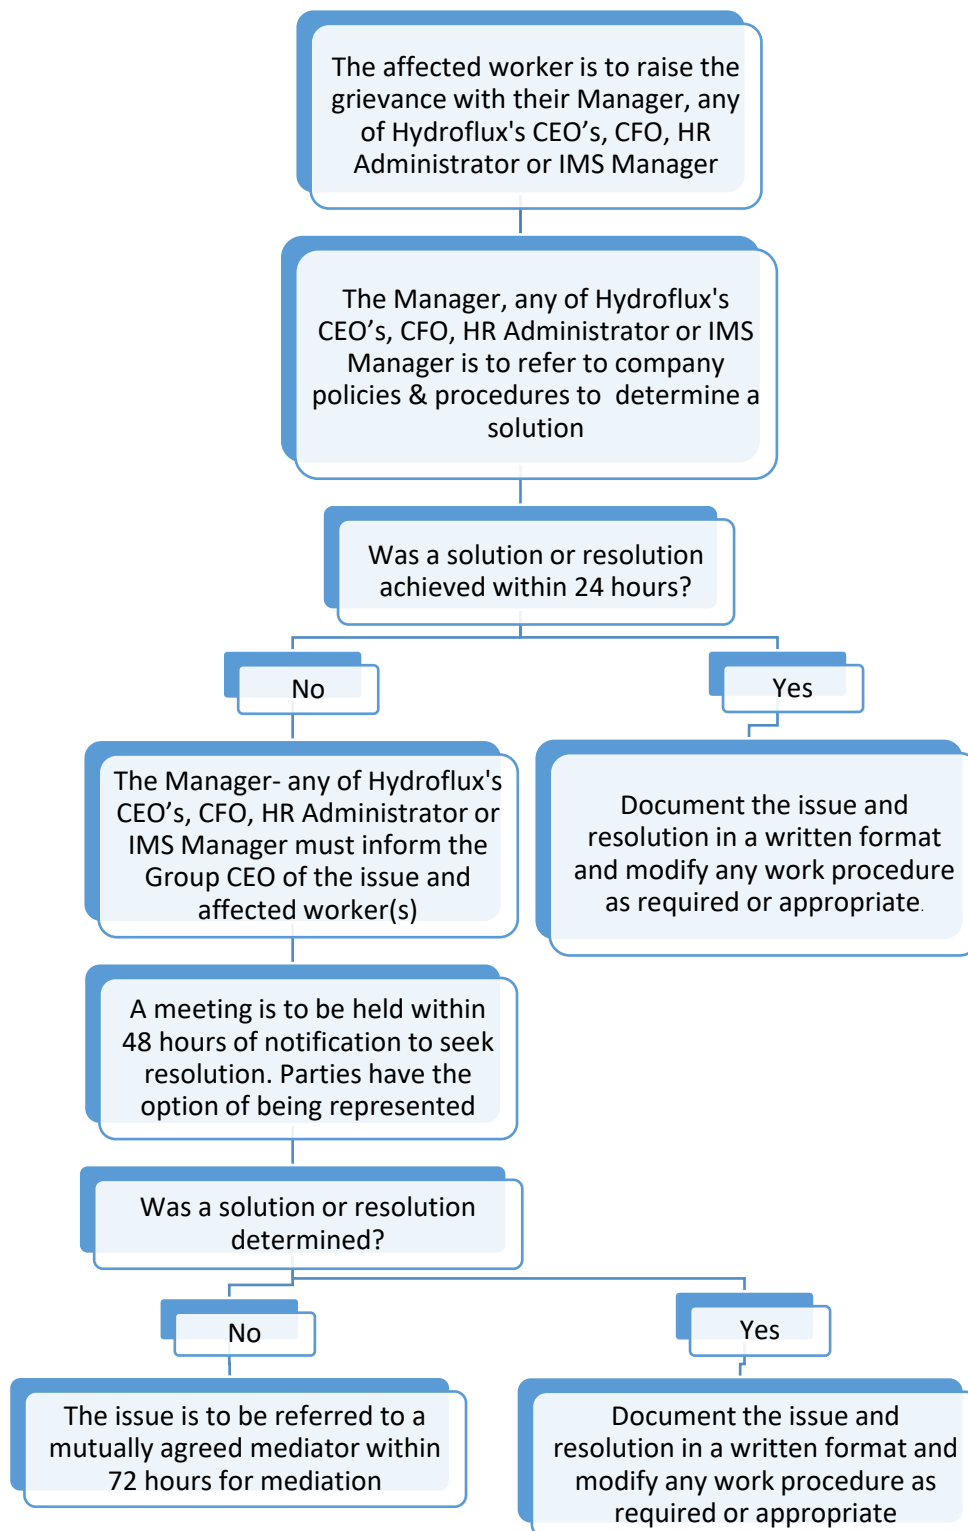 The affected worker is to raise the
grievance with their Manager, any
of Hydroflux's CEO’s, CFO, HR
Administrator or IMS Manager
The Manager, any of Hydroflux's
CEO’s, CFO, HR Administrator or IMS
Manager is to refer to company
policies & procedures to  determine a
solution
Was a solution or resolution
achieved within 24 hours?
No
Yes
The Manager- any of Hydroflux's
CEO’s, CFO, HR Administrator or
IMS Manager must inform the
Group CEO of the issue and
affected worker(s)
Document the issue and
resolution in a written format
and modify any work procedure
as required or appropriate.
A meeting is to be held within
48 hours of notification to seek
resolution. Parties have the
option of being represented
Was a solution or resolution
determined?
No
Yes
The issue is to be referred to a
mutually agreed mediator within
72 hours for mediation
Document the issue and
resolution in a written format and
modify any work procedure as
required or appropriate